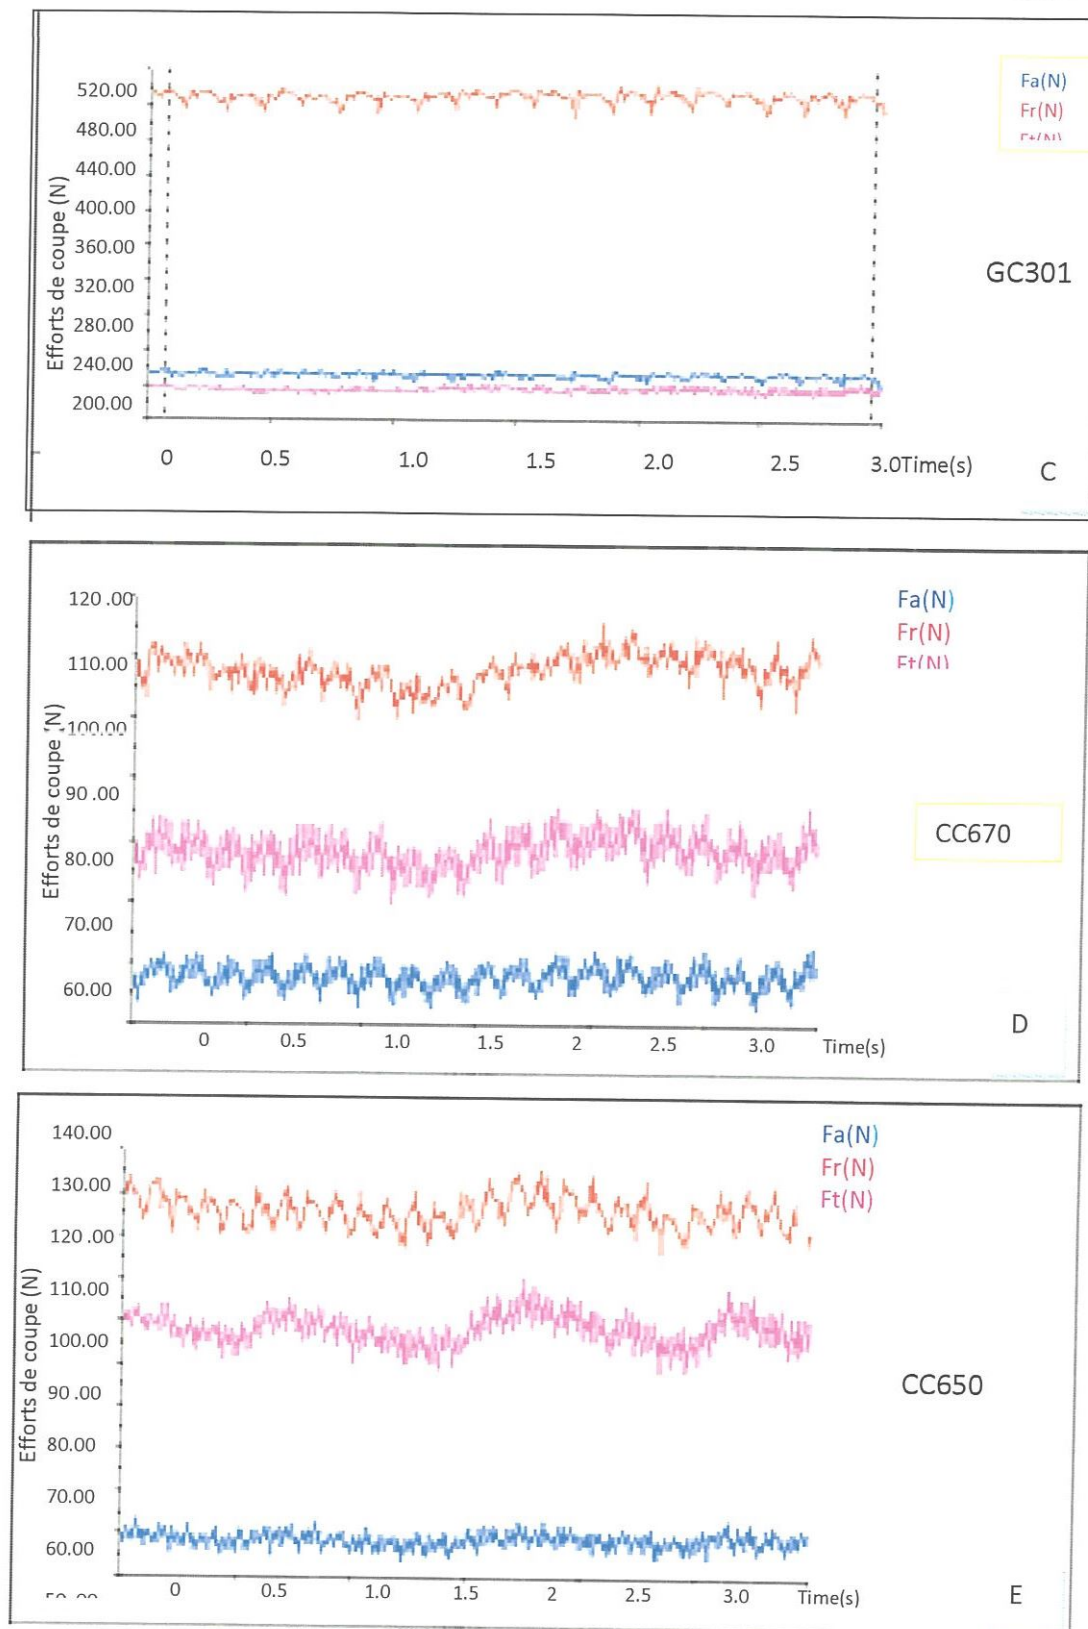 520.00
480.00
440.00
400.00
360.00
320.00
280.00
240.00
200.00
Efforts de coupe (N)
0 0.5 1.0 1.5 2.0 2.5 3.0Time(s)
Fa(N)
Fr(N)
Ft(N)
GC301
C
120 .00
110.00
100.00
90 .00
80.00
70.00
60.00
Efforts de coupe (N)
0 0.5 1.0 1.5 2 2.5 3.0 Time(s)
Fa(N)
Fr(N)
Ft(N)
CC670
D
140.00
130.00
120 .00
110.00
100.00
90 .00
80.00
70.00
60.00
Efforts de coupe (N)
0 0.5 1.0 1.5 2 2.5 3.0 Time(s)
Fa(N)
Fr(N)
Ft(N)
CC650
E